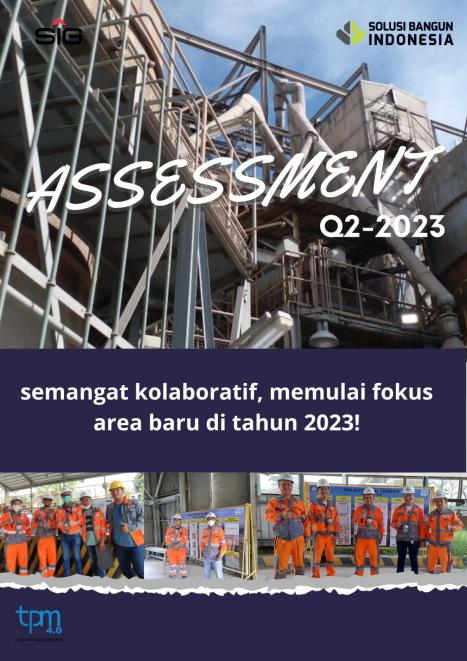 SIG
SOLUSI BANGUN
INDONESIA
ASSESSMENT
Q2-2023
semangat kolaboratif, memulai fokus
area baru di tahun 2023!
tpm
4.0